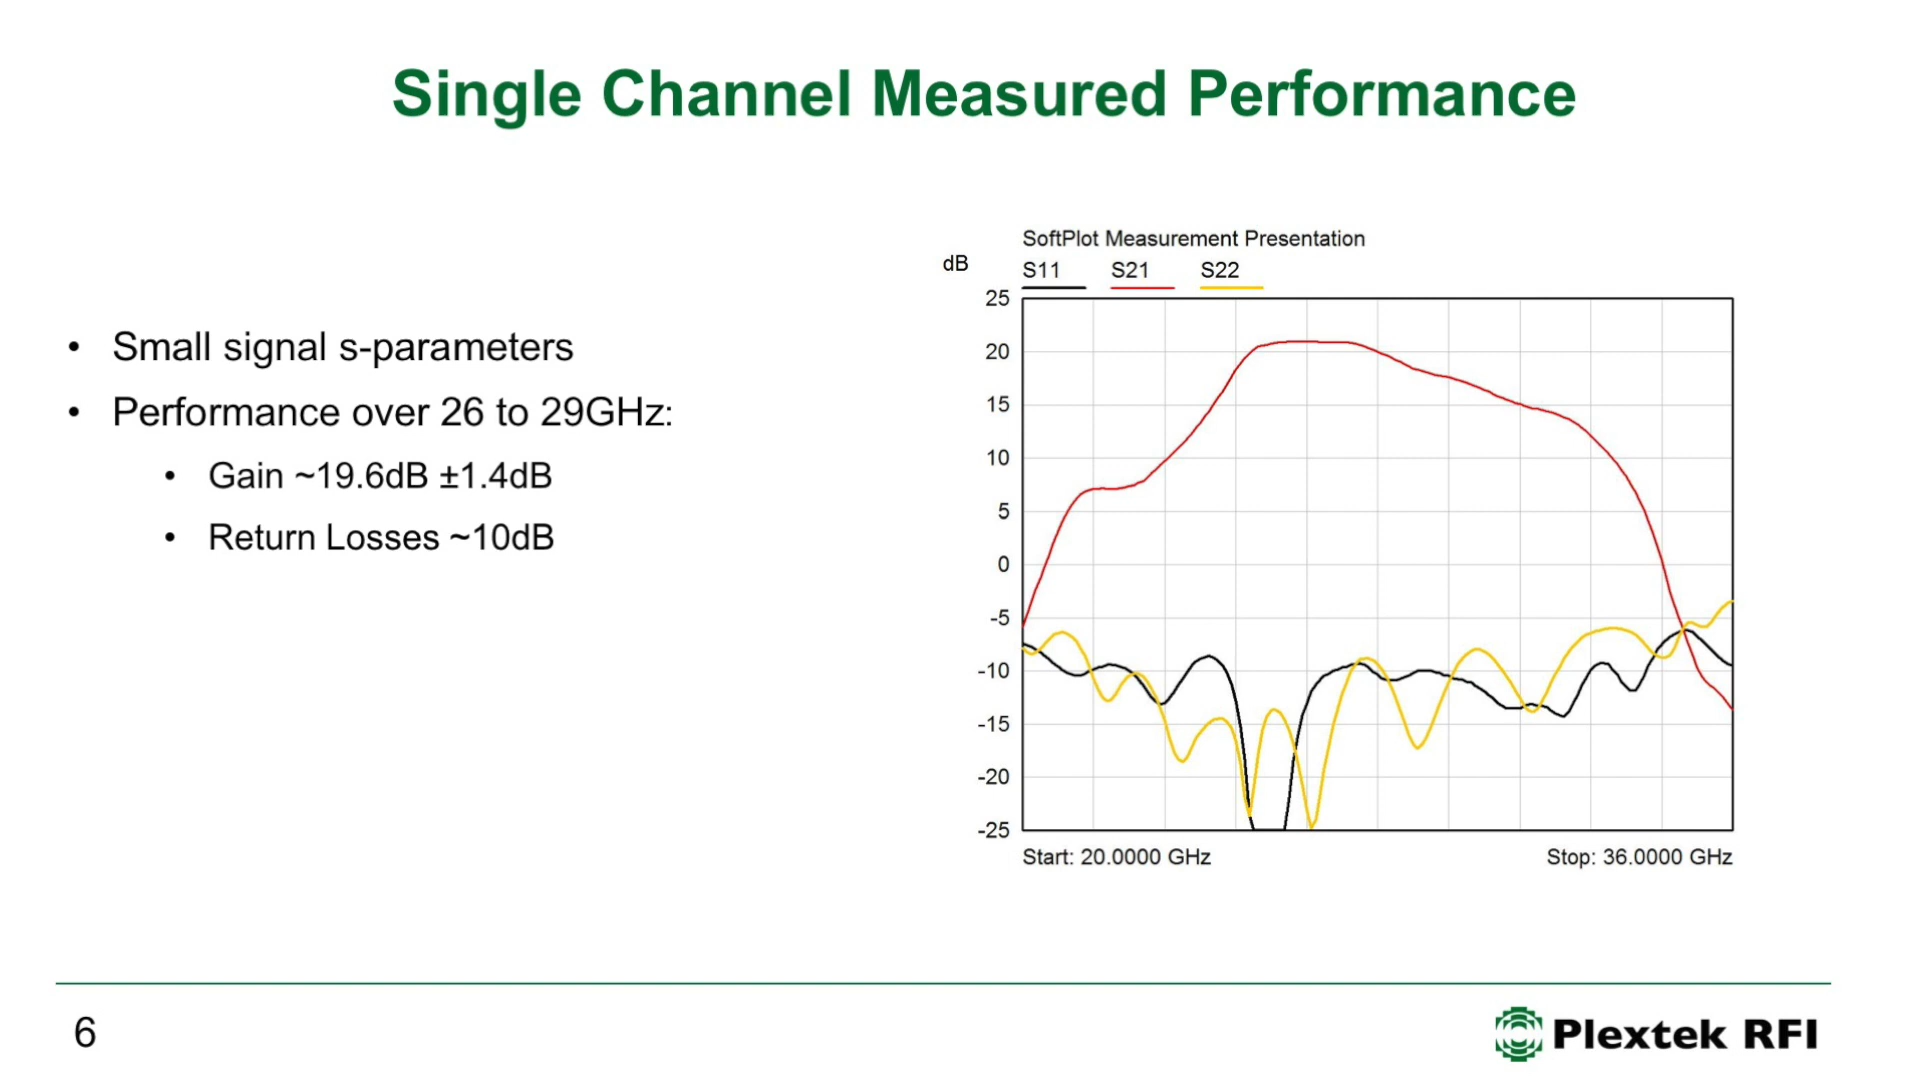 Single Channel Measured Performance
• Small signal s-parameters
• Performance over 26 to 29GHz:
• Gain ~19.6dB ±1.4dB
• Return Losses ~10dB
SoftPlot Measurement Presentation
dB
S11 S21 S22
25
20
15
10
5
0
-5
-10
-15
-20
-25
Start: 20.0000 GHz Stop: 36.0000 GHz
6
Plextek RFI